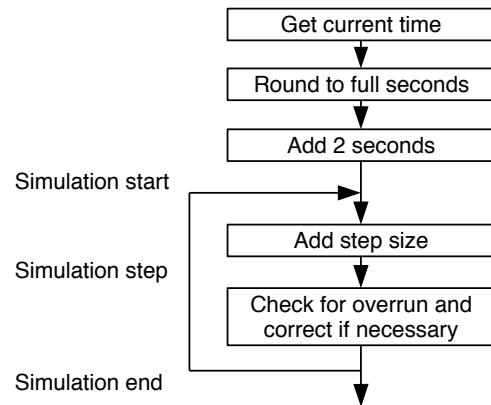 Get current time
Round to full seconds
Add 2 seconds
Simulation start
Add step size
Simulation step
Check for overrun and
correct if necessary
Simulation end